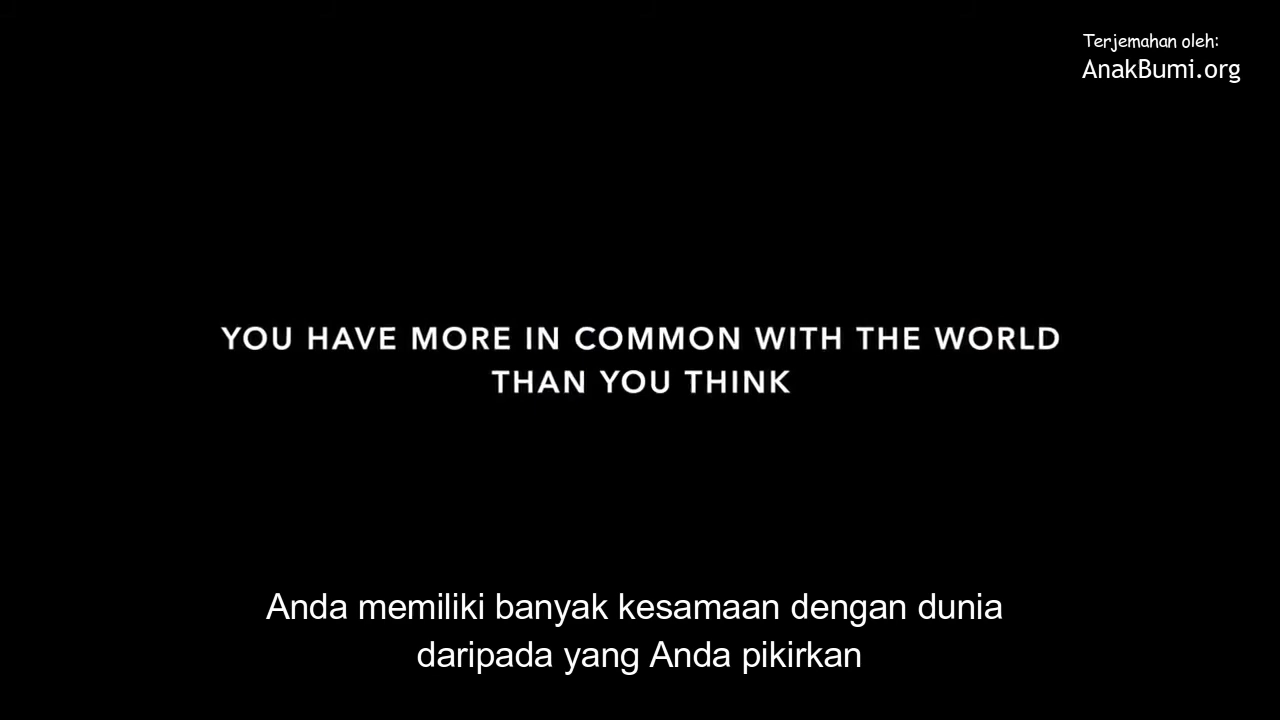 Terjemahan oleh:
AnakBumi.org
YOU HAVE MORE IN COMMON WITH THE WORLD
THAN YOU THINK
Anda memiliki banyak kesamaan dengan dunia
daripada yang Anda pikirkan